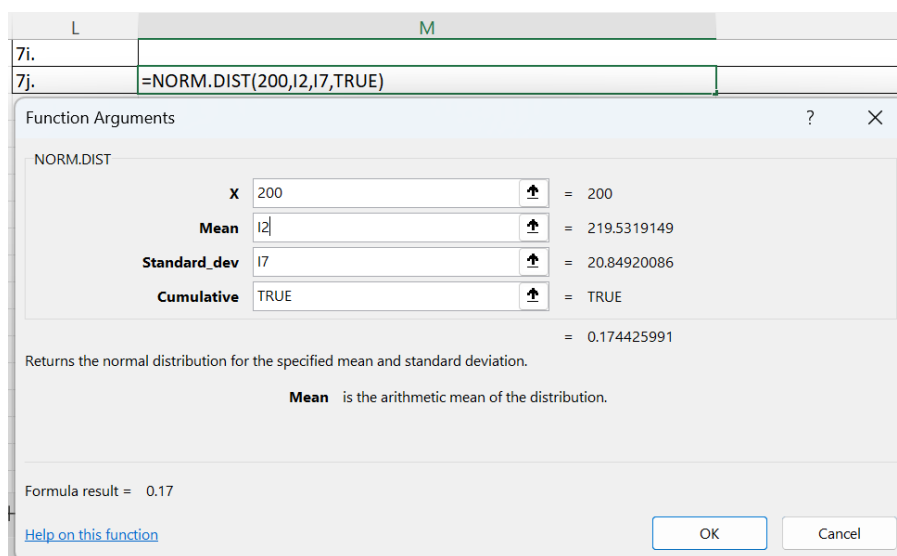 L M
7i.
7j. =NORM.DIST(200,I2,I7,TRUE)
Function Arguments ? ×
NORM.DIST
X 200 = 200
Mean I2 = 219.5319149
Standard_dev I7 = 20.84920086
Cumulative TRUE = TRUE
= 0.174425991
Returns the normal distribution for the specified mean and standard deviation.
Mean is the arithmetic mean of the distribution.
Formula result = 0.17
Help on this function OK Cancel